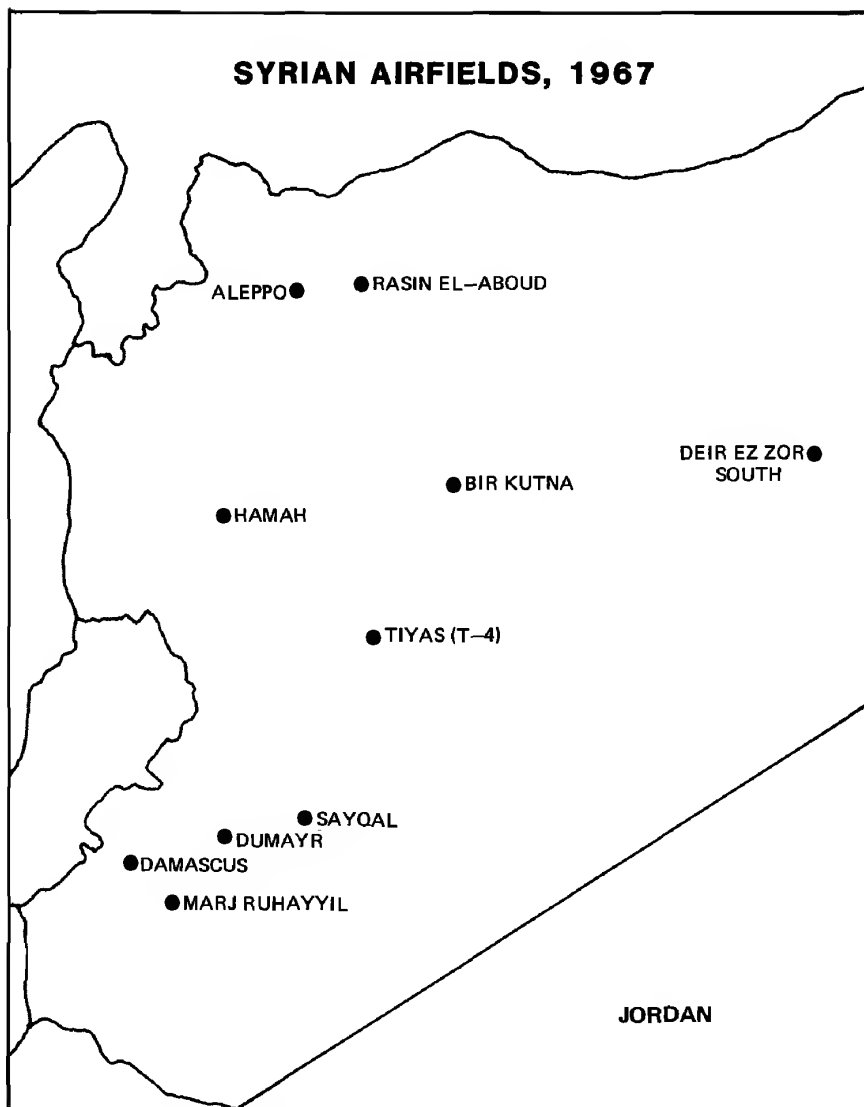 SYRIAN AIRFIELDS, 1967
ALEPPO
RASIN EL-ABOUD
DEIR EZ ZOR
SOUTH
BIR KUTNA
HAMAH
TIYAS (T-4)
SAYQAL
DUMAYR
DAMASCUS
MARJ RUHAYYIL
JORDAN